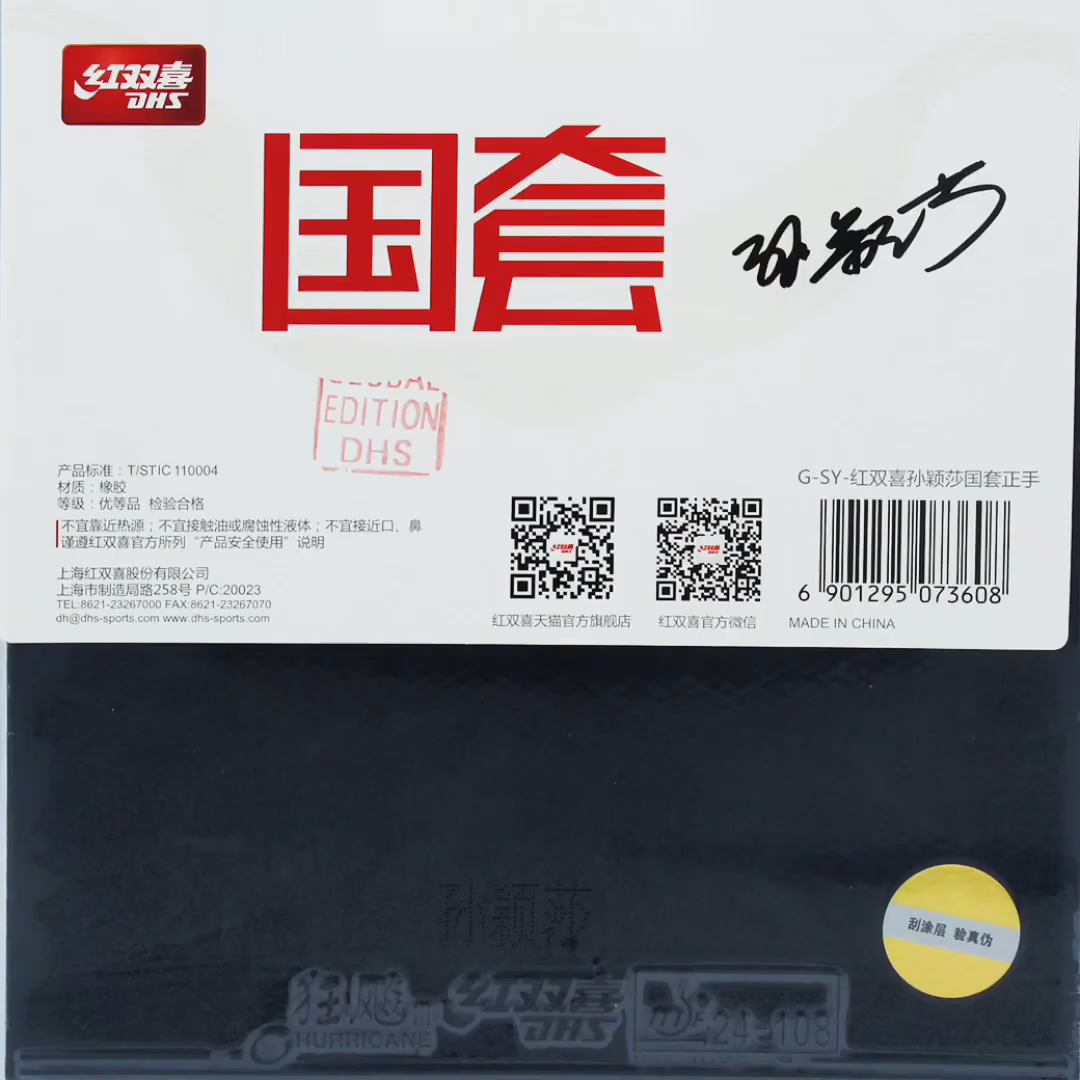 红双喜
DHS
国套
孙颖莎
GLOBAL
EDITION
DHS
产品标准：T/STIC 110004
材质：橡胶
等级：优等品 检验合格
不宜靠近热源；不宜接触油或腐蚀性液体；不宜接近口、鼻
谨遵红双喜官方所列“产品安全使用”说明
上海红双喜股份有限公司
上海市制造局路258号 P/C:20023
TEL:8621-23267000 FAX:8621-23267070
dh@dhs-sports.com www.dhs-sports.com
红双喜天猫官方旗舰店
红双喜官方微信
G-SY-红双喜孙颖莎国套正手
6 901295 073608
MADE IN CHINA
孙颖莎
刮涂层 验真伪
狂飚III
HURRICANE
红双喜
DHS
24-108